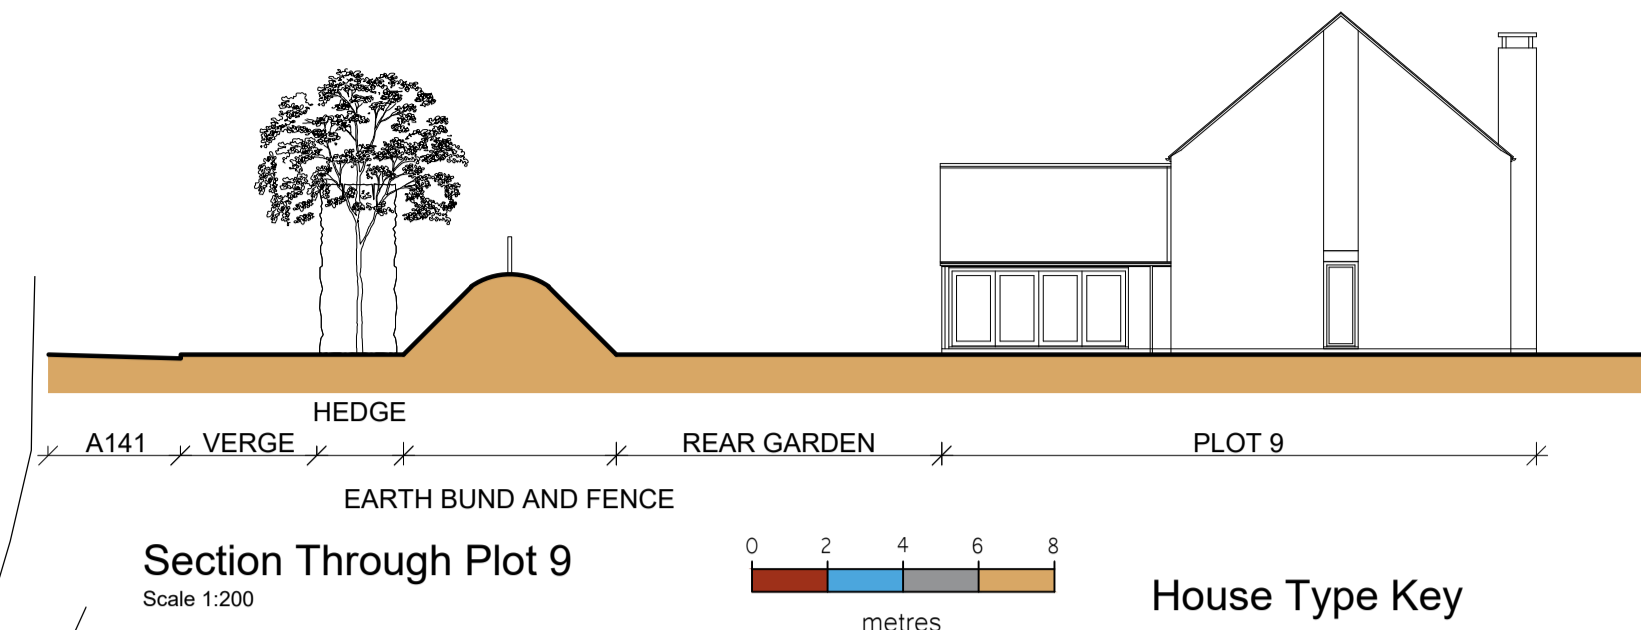 HEDGE
A141 VERGE REAR GARDEN PLOT 9
EARTH BUND AND FENCE
Section Through Plot 9
Scale 1:200
0 2 4 6 8
metres
House Type Key